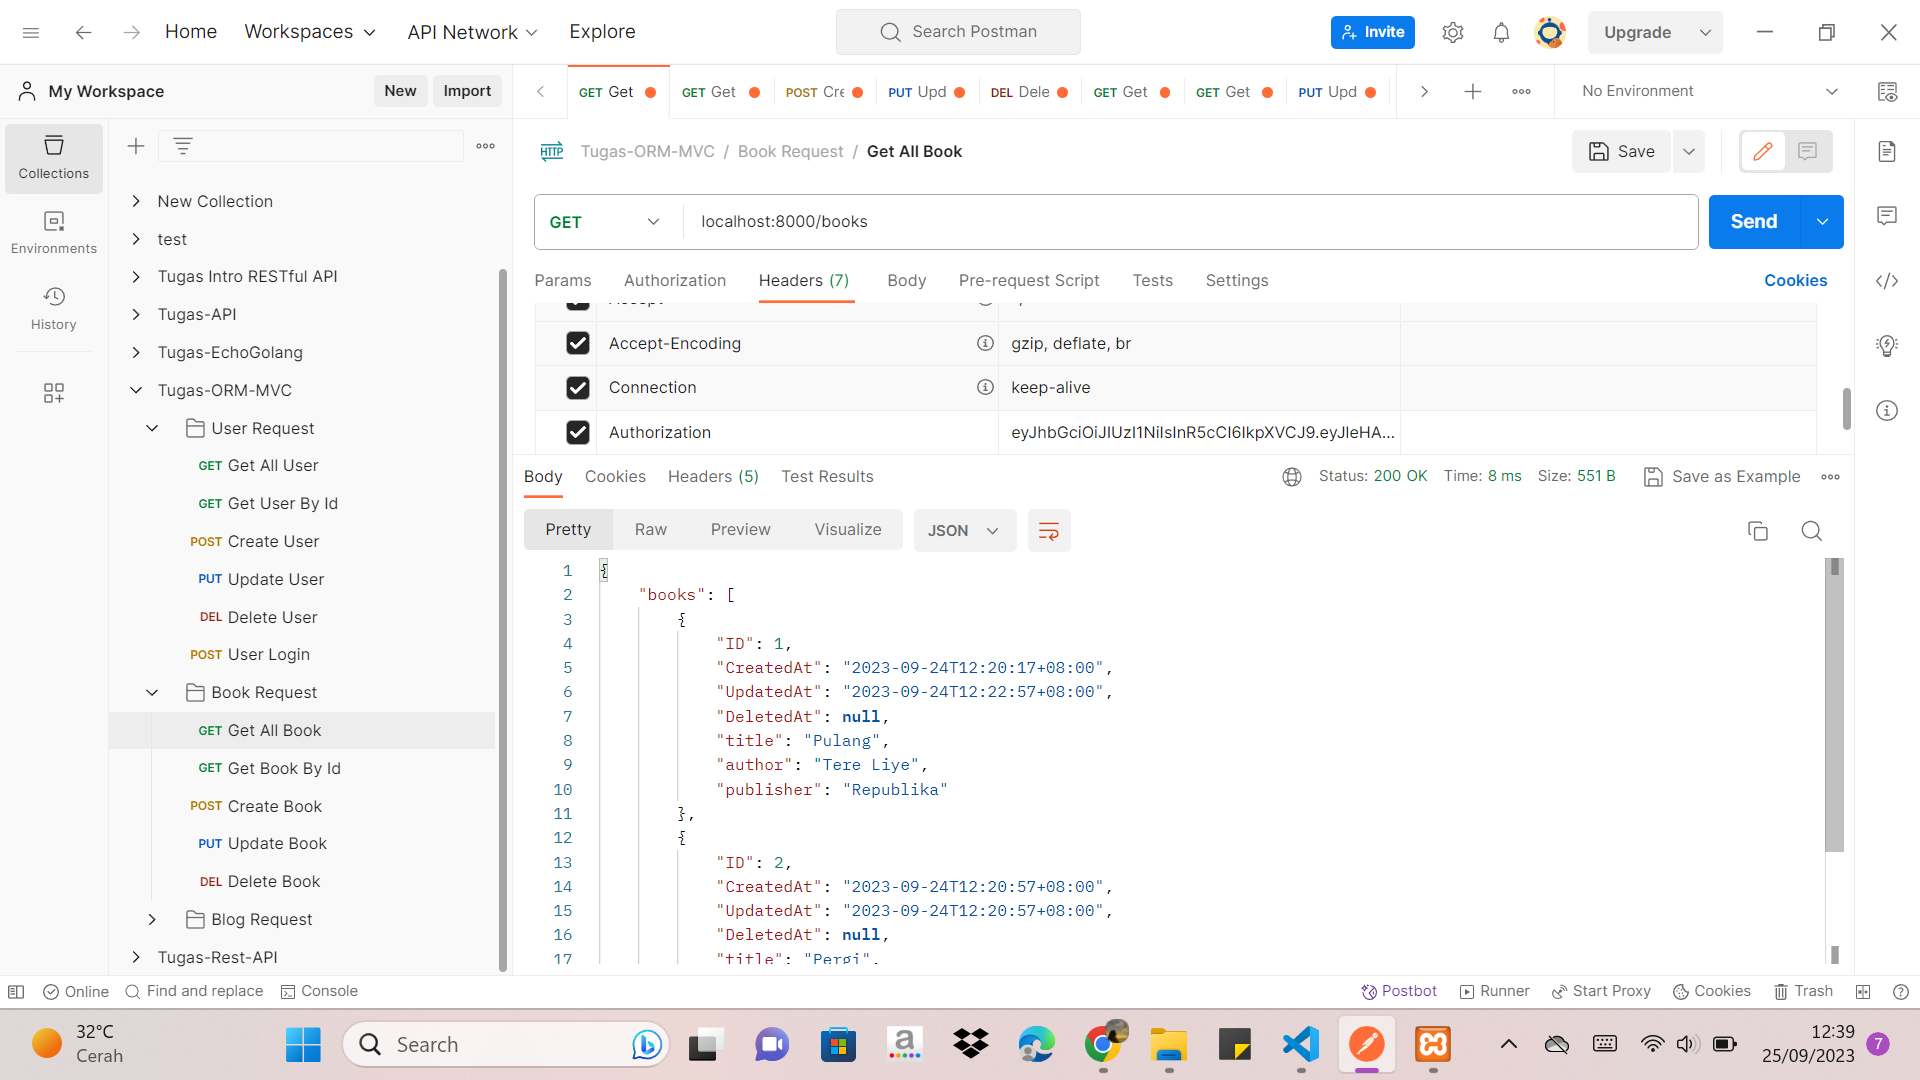 Home
Workspaces
API Network
Explore
Search Postman
Invite
Upgrade
My Workspace
New
Import
GET Get
GET Get
POST Cre
PUT Upd
DEL Dele
GET Get
GET Get
PUT Upd
No Environment
Collections
Environments
History
New Collection
test
Tugas Intro RESTful API
Tugas-API
Tugas-EchoGolang
Tugas-ORM-MVC
User Request
GET Get All User
GET Get User By Id
POST Create User
PUT Update User
DEL Delete User
POST User Login
Book Request
GET Get All Book
GET Get Book By Id
POST Create Book
PUT Update Book
DEL Delete Book
Blog Request
Tugas-Rest-API
HTTP Tugas-ORM-MVC / Book Request / Get All Book
Save
GET
localhost:8000/books
Send
Params
Authorization
Headers (7)
Body
Pre-request Script
Tests
Settings
Cookies
Accept-Encoding
gzip, deflate, br
Connection
keep-alive
Authorization
Body
Cookies
Headers (5)
Test Results
Status: 200 OK
Time: 8 ms
Size: 551 B
Save as Example
Pretty
Raw
Preview
Visualize
JSON
1 {
2 "books": [
3 {
4 "ID": 1,
5 "CreatedAt": "2023-09-24T12:20:17+08:00",
6 "UpdatedAt": "2023-09-24T12:22:57+08:00",
7 "DeletedAt": null,
8 "title": "Pulang",
9 "author": "Tere Liye",
10 "publisher": "Republika"
11 },
12 {
13 "ID": 2,
14 "CreatedAt": "2023-09-24T12:20:57+08:00",
15 "UpdatedAt": "2023-09-24T12:20:57+08:00",
16 "DeletedAt": null,
17 "title": "Pergi",
Online
Find and replace
Console
Postbot
Runner
Start Proxy
Cookies
Trash
32°C
Cerah
Search
12:39
25/09/2023
7